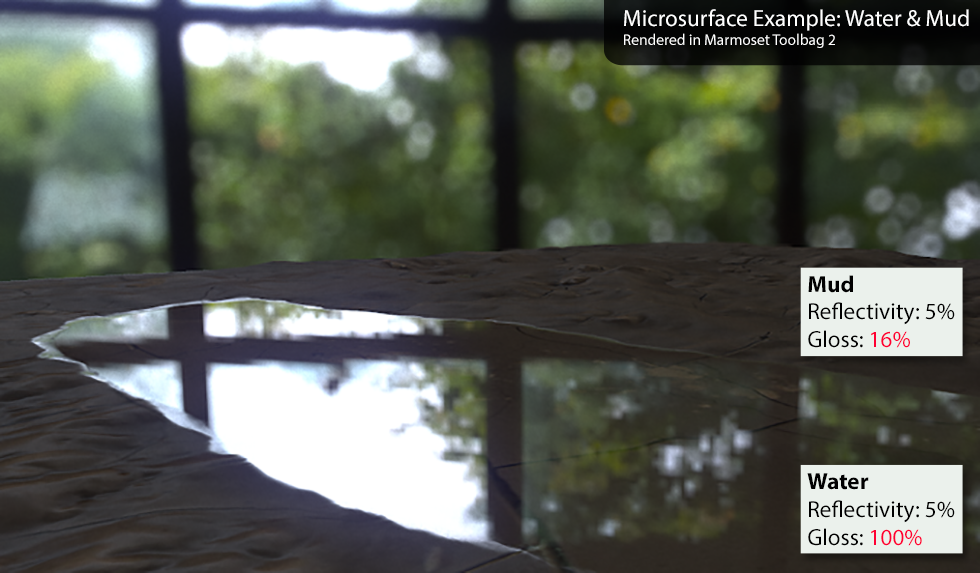 Microsurface Example: Water & Mud
Rendered in Marmoset Toolbag 2
Mud
Reflectivity: 5%
Gloss: 16%
Water
Reflectivity: 5%
Gloss: 100%